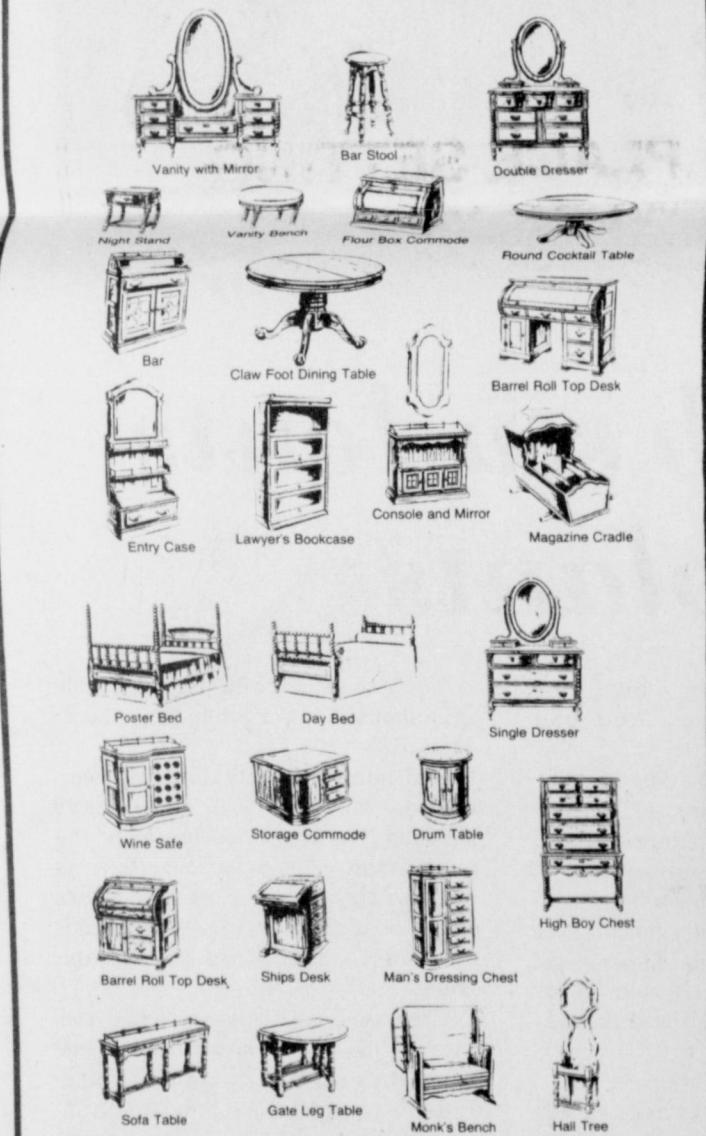 Vanity with Mirror
Bar Stool
Double Dresser
Night Stand
Vanity Bench
Flour Box Commode
Round Cocktail Table
Bar
Claw Foot Dining Table
Barrel Roll Top Desk
Entry Case
Lawyer's Bookcase
Console and Mirror
Magazine Cradle
Poster Bed
Day Bed
Single Dresser
Wine Safe
Storage Commode
Drum Table
High Boy Chest
Barrel Roll Top Desk
Ships Desk
Man's Dressing Chest
Sofa Table
Gate Leg Table
Monk's Bench
Hall Tree